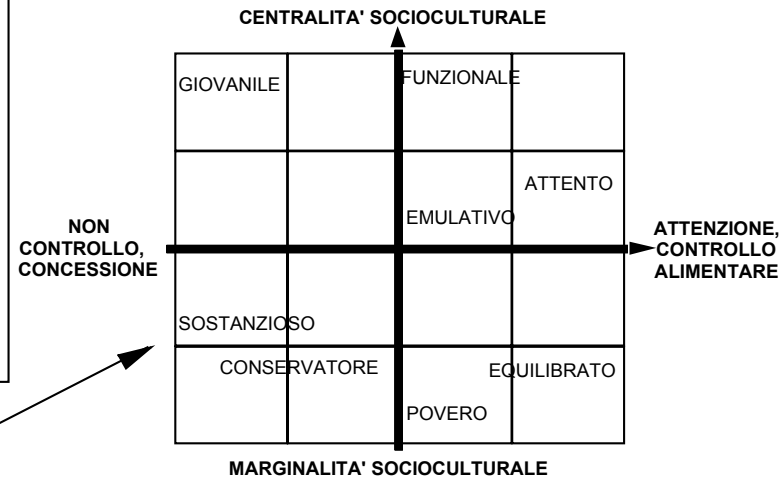 CENTRALITA' SOCIOCULTURALE
GIOVANILE
FUNZIONALE
ATTENTO
EMULATIVO
NON
CONTROLLO,
CONCESSIONE
ATTENZIONE,
CONTROLLO
ALIMENTARE
SOSTANZIOSO
CONSERVATORE
EQUILIBRATO
POVERO
MARGINALITA' SOCIOCULTURALE